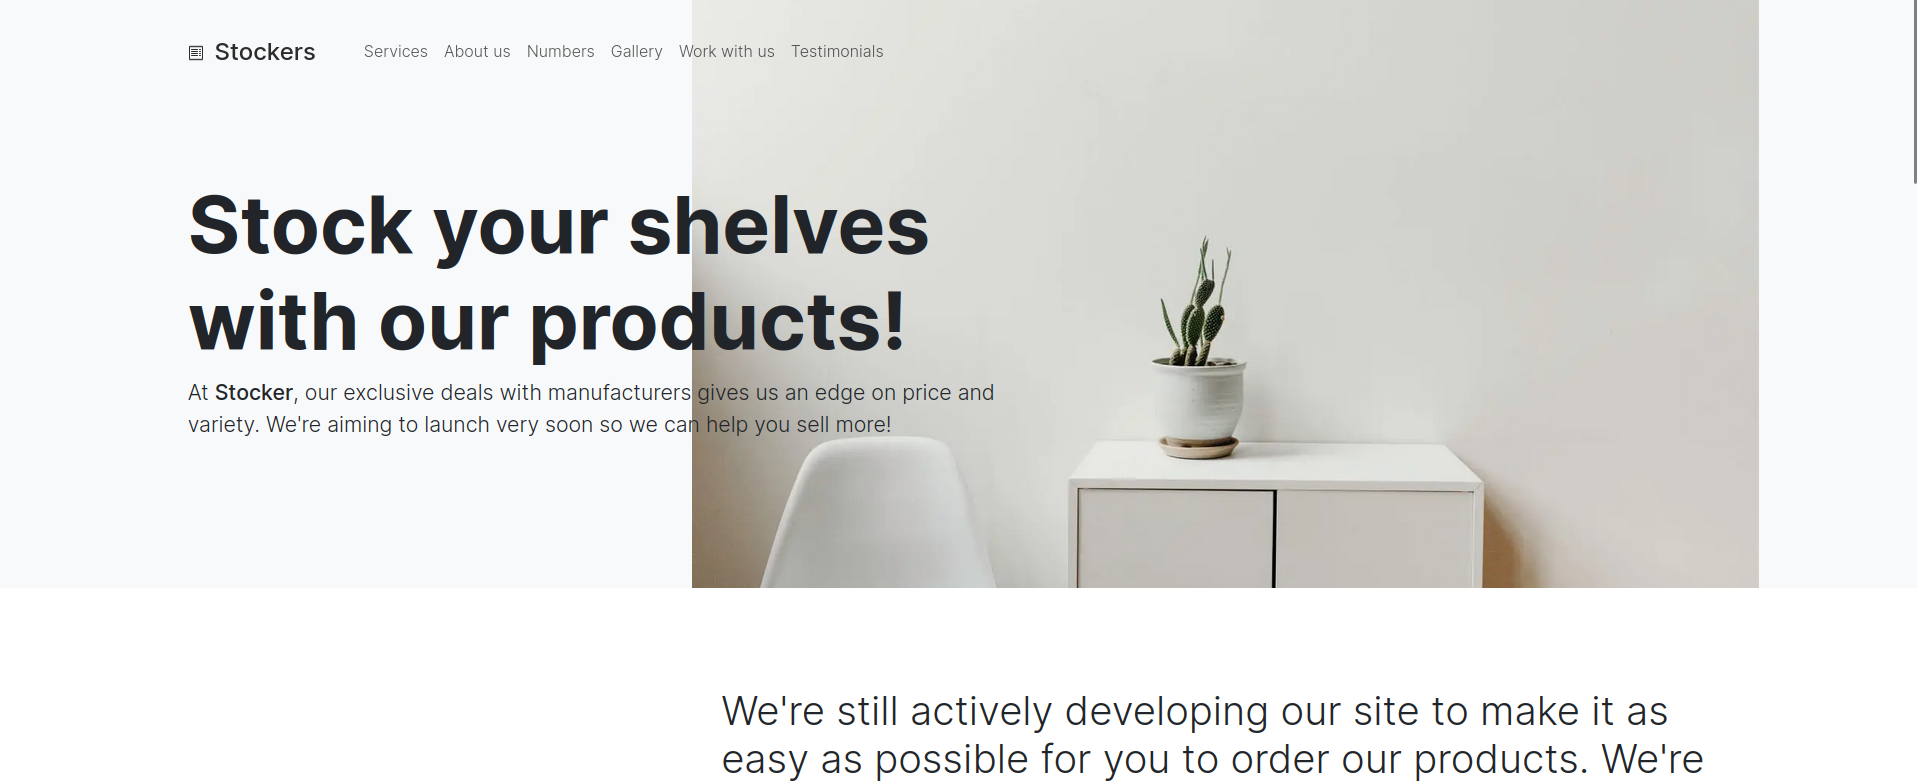 Stockers
Services About us Numbers Gallery Work with us Testimonials
Stock your shelves
with our products!
At Stocker, our exclusive deals with manufacturers gives us an edge on price and
variety. We're aiming to launch very soon so we can help you sell more!
We're still actively developing our site to make it as
easy as possible for you to order our products. We're